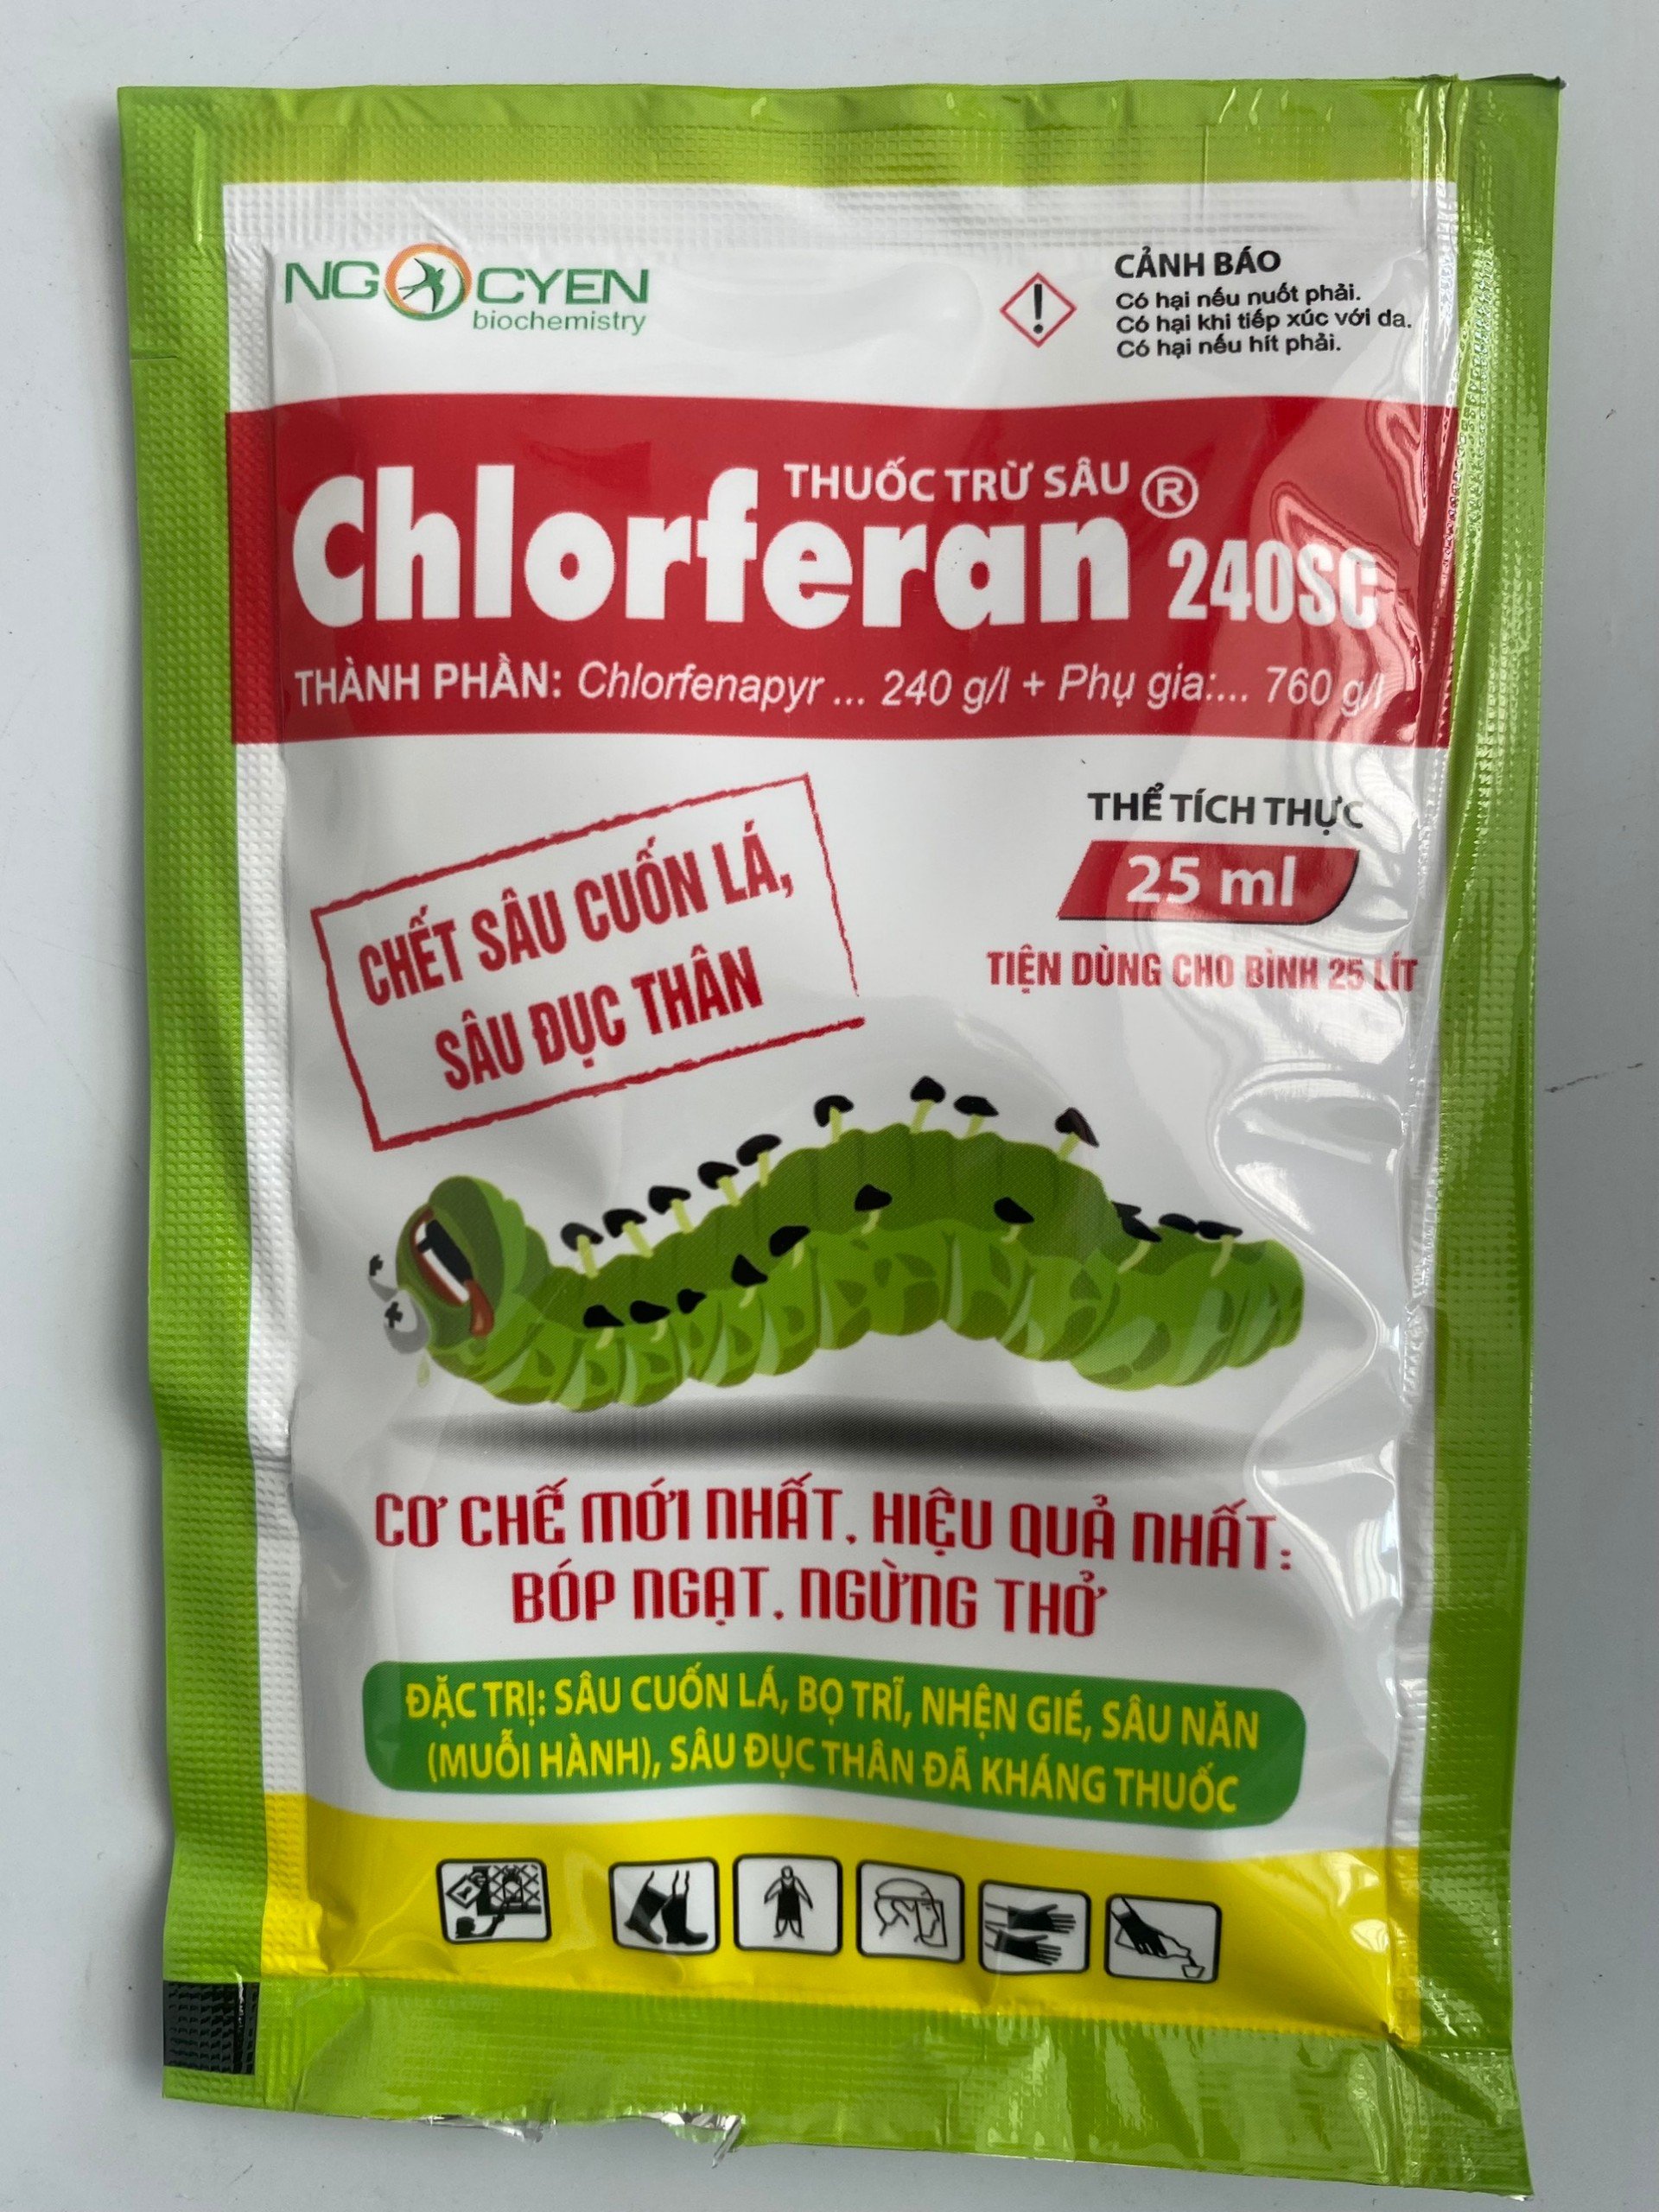 NGOCYEN
biochemistry
CẢNH BÁO
Có hại nếu nuốt phải.
Có hại khi tiếp xúc với da.
Có hại nếu hít phải.
THUỐC TRỪ SÂU ®
Chlorferan 240SC
THÀNH PHẦN: Chlorfenapyr ... 240 g/l + Phụ gia:... 760 g/l
THỂ TÍCH THỰC
25 ml
TIỆN DÙNG CHO BÌNH 25 LÍT
CHẾT SÂU CUỐN LÁ,
SÂU ĐỤC THÂN
CƠ CHẾ MỚI NHẤT, HIỆU QUẢ NHẤT:
BÓP NGẠT, NGỪNG THỞ
ĐẶC TRỊ: SÂU CUỐN LÁ, BỌ TRĨ, NHỆN GIÉ, SÂU NĂN
(MUỖI HÀNH), SÂU ĐỤC THÂN ĐÃ KHÁNG THUỐC